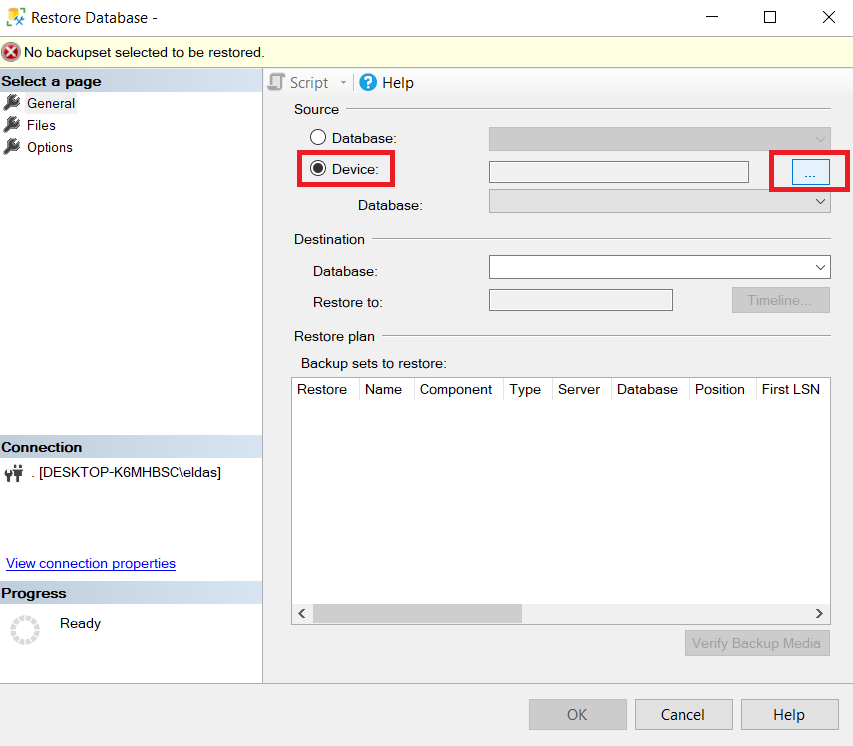 Restore Database -
No backupset selected to be restored.
Select a page
General
Files
Options
Script
Help
Source
Database:
Device:
...
Database:
Destination
Database:
Restore to:
Timeline...
Restore plan
Backup sets to restore:
Restore Name Component Type Server Database Position First LSN
Verify Backup Media
Connection
. [DESKTOP-K6MHBSC\eldas]
View connection properties
Progress
Ready
OK Cancel Help